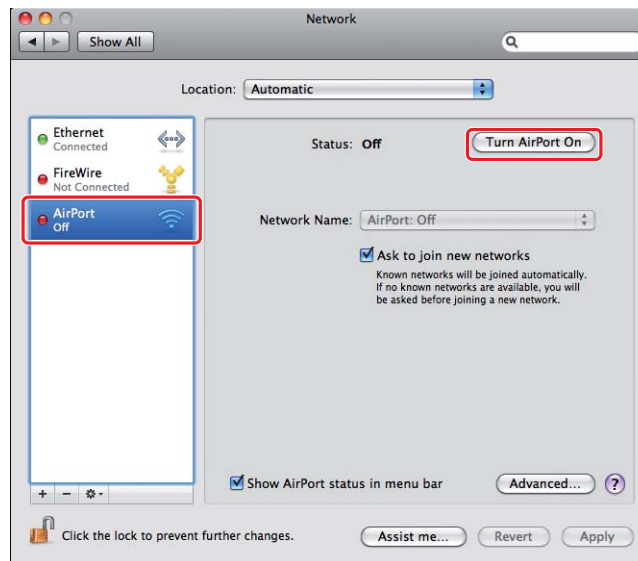 Network
Show All
Location: Automatic
Ethernet
Connected
FireWire
Not Connected
AirPort
Off
Status: Off
Turn AirPort On
Network Name: AirPort: Off
Ask to join new networks
Known networks will be joined automatically.
If no known networks are available, you will
be asked before joining a new network.
Show AirPort status in menu bar
Advanced...
?
+ −
Click the lock to prevent further changes.
Assist me...
Revert
Apply